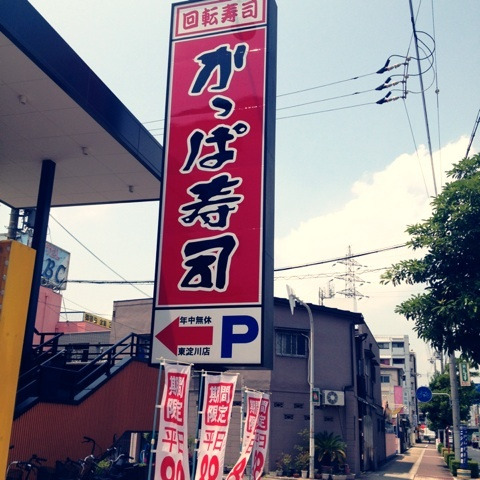 回転寿司
かっぱ寿司
年中無休
東淀川店
P
BC
期間限定
平日
期間限定
平日